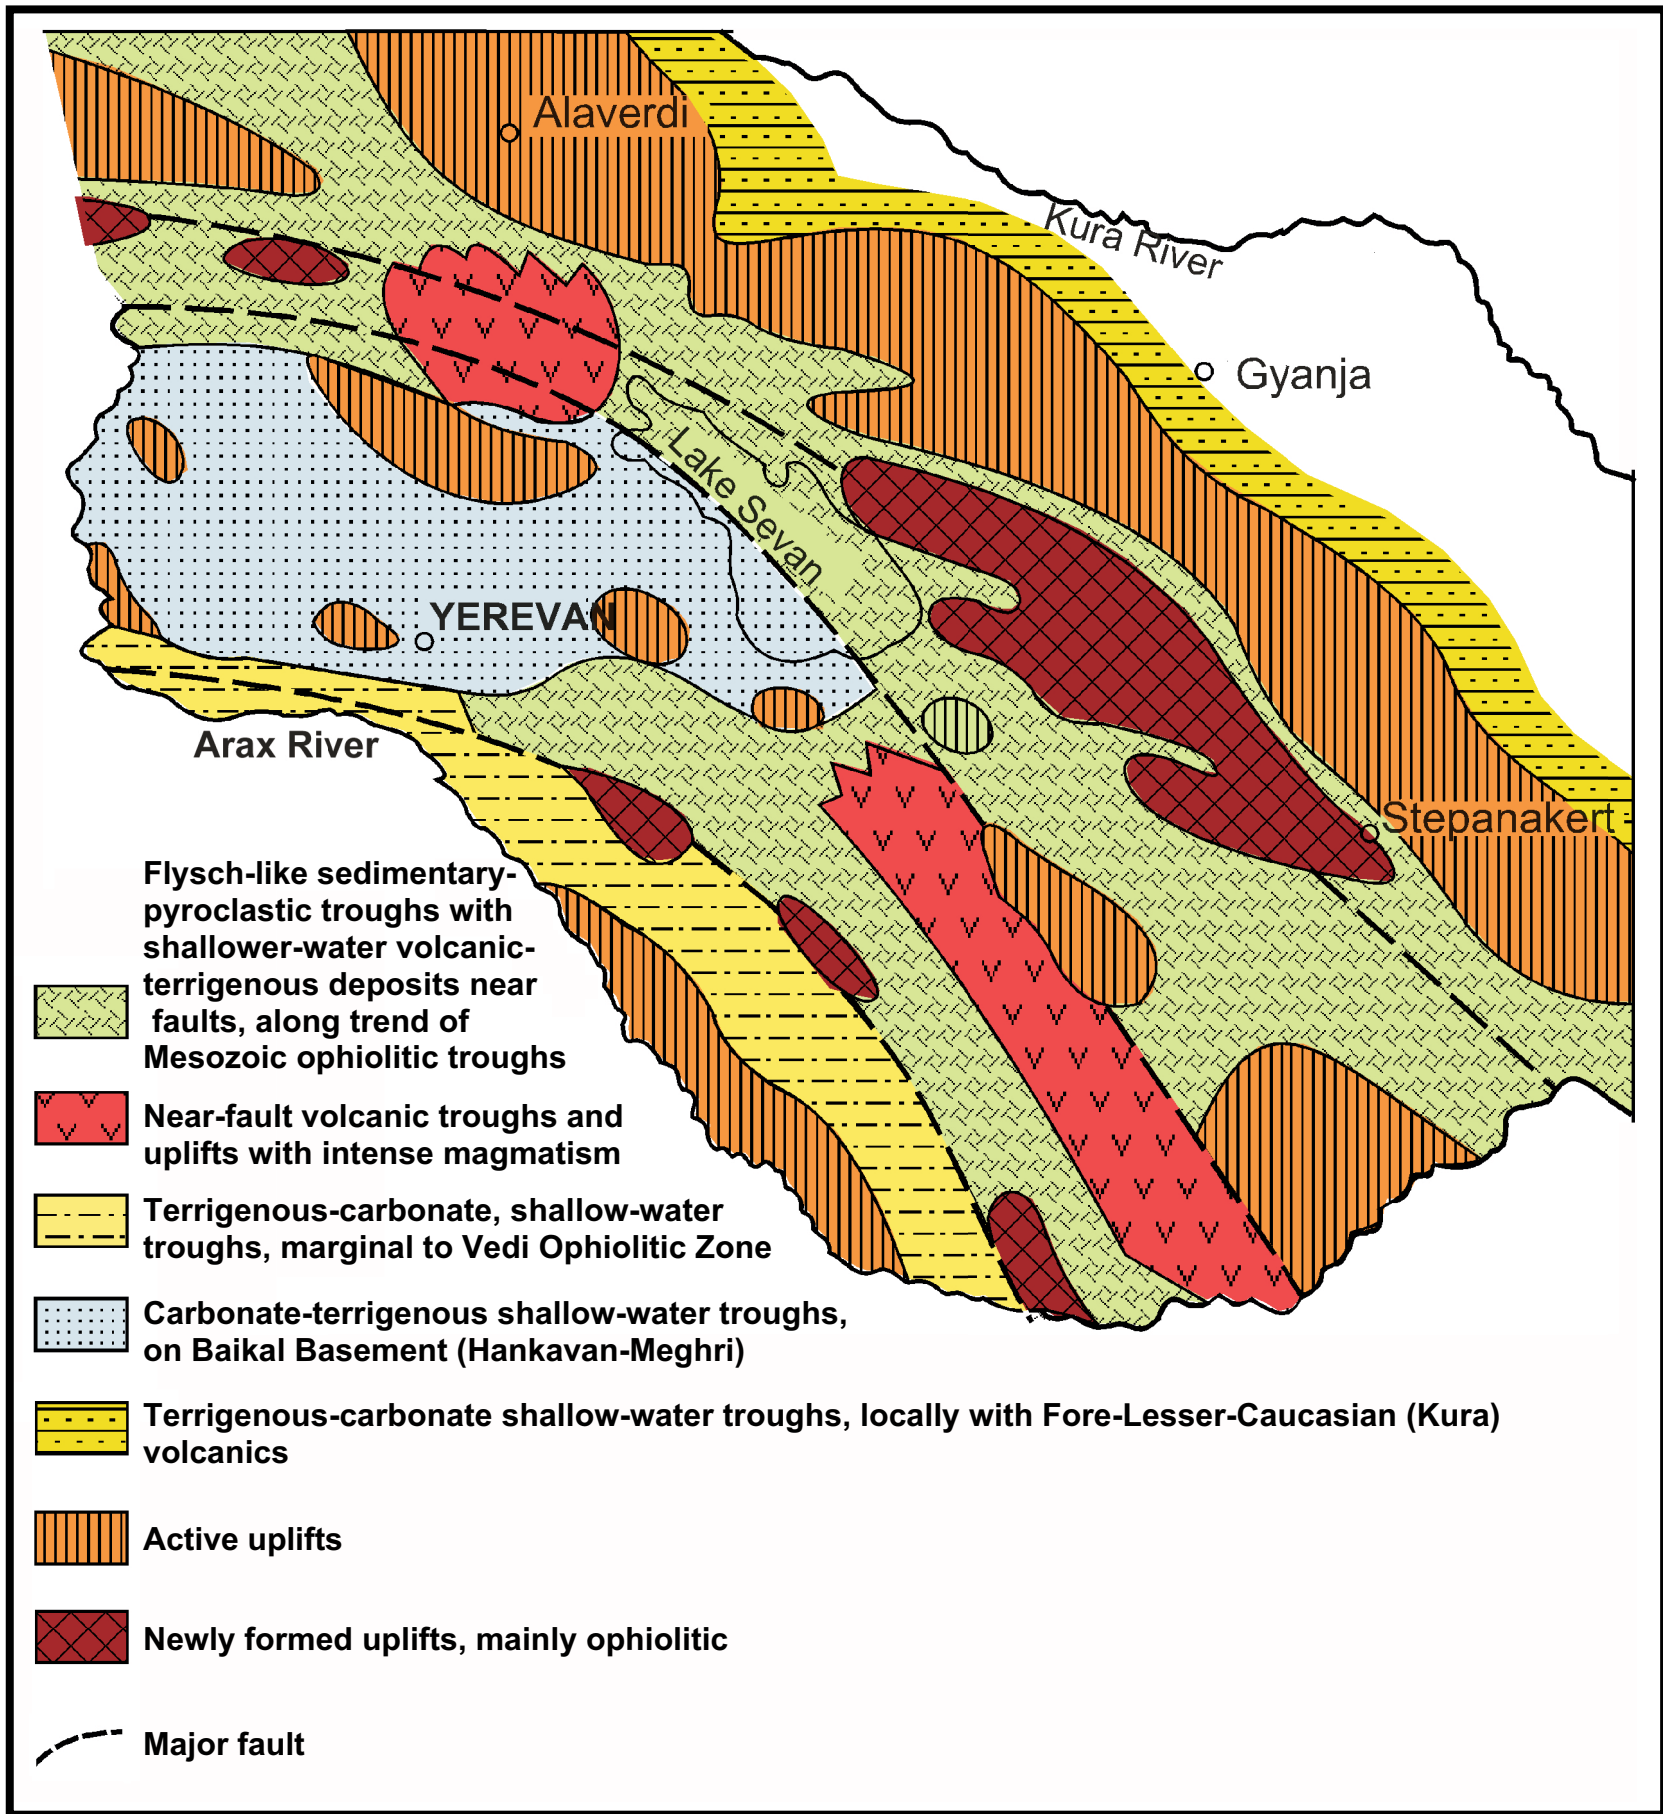 Alaverdi
Kura River
Gyanja
Lake Sevan
YEREVAN
Arax River
Stepanakert
Flysch-like sedimentary-
pyroclastic troughs with
shallower-water volcanic-
terrigenous deposits near
faults, along trend of
Mesozoic ophiolitic troughs
Near-fault volcanic troughs and
uplifts with intense magmatism
Terrigenous-carbonate, shallow-water
troughs, marginal to Vedi Ophiolitic Zone
Carbonate-terrigenous shallow-water troughs,
on Baikal Basement (Hankavan-Meghri)
Terrigenous-carbonate shallow-water troughs, locally with Fore-Lesser-Caucasian (Kura)
volcanics
Active uplifts
Newly formed uplifts, mainly ophiolitic
Major fault